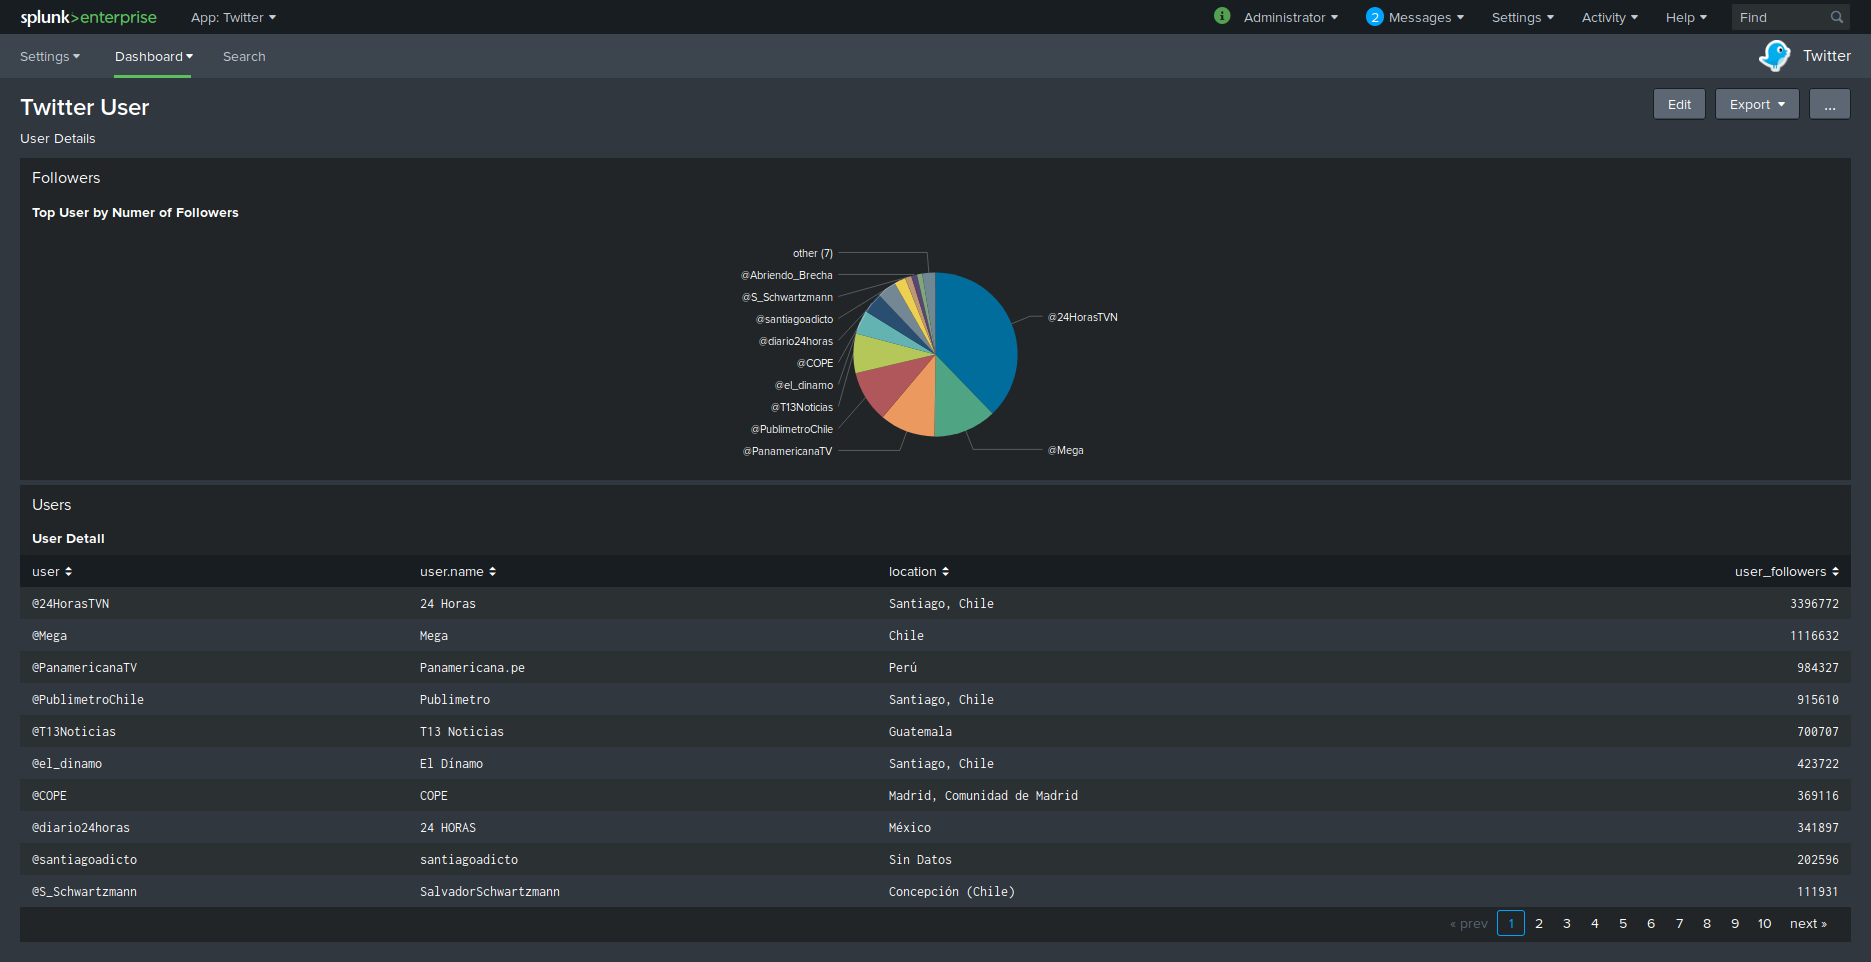 splunk>enterprise App: Twitter i Administrator 2 Messages Settings Activity Help Find
Settings Dashboard Search Twitter
Twitter User Edit Export ...
User Details
Followers
Top User by Numer of Followers
other (7)
@Abriendo_Brecha
@S_Schwartzmann
@santiagoadicto
@diario24horas
@COPE
@el_dinamo
@T13Noticias
@PublimetroChile
@PanamericanaTV
@24HorasTVN
@Mega
Users
User Detall
user user.name location user_followers
@24HorasTVN 24 Horas Santiago, Chile 3396772
@Mega Mega Chile 1116632
@PanamericanaTV Panamericana.pe Perú 984327
@PublimetroChile Publimetro Santiago, Chile 915610
@T13Noticias T13 Noticias Guatemala 700707
@el_dinamo El Dínamo Santiago, Chile 423722
@COPE COPE Madrid, Comunidad de Madrid 369116
@diario24horas 24 HORAS México 341897
@santiagoadicto santiagoadicto Sin Datos 202596
@S_Schwartzmann SalvadorSchwartzmann Concepción (Chile) 111931
« prev 1 2 3 4 5 6 7 8 9 10 next »